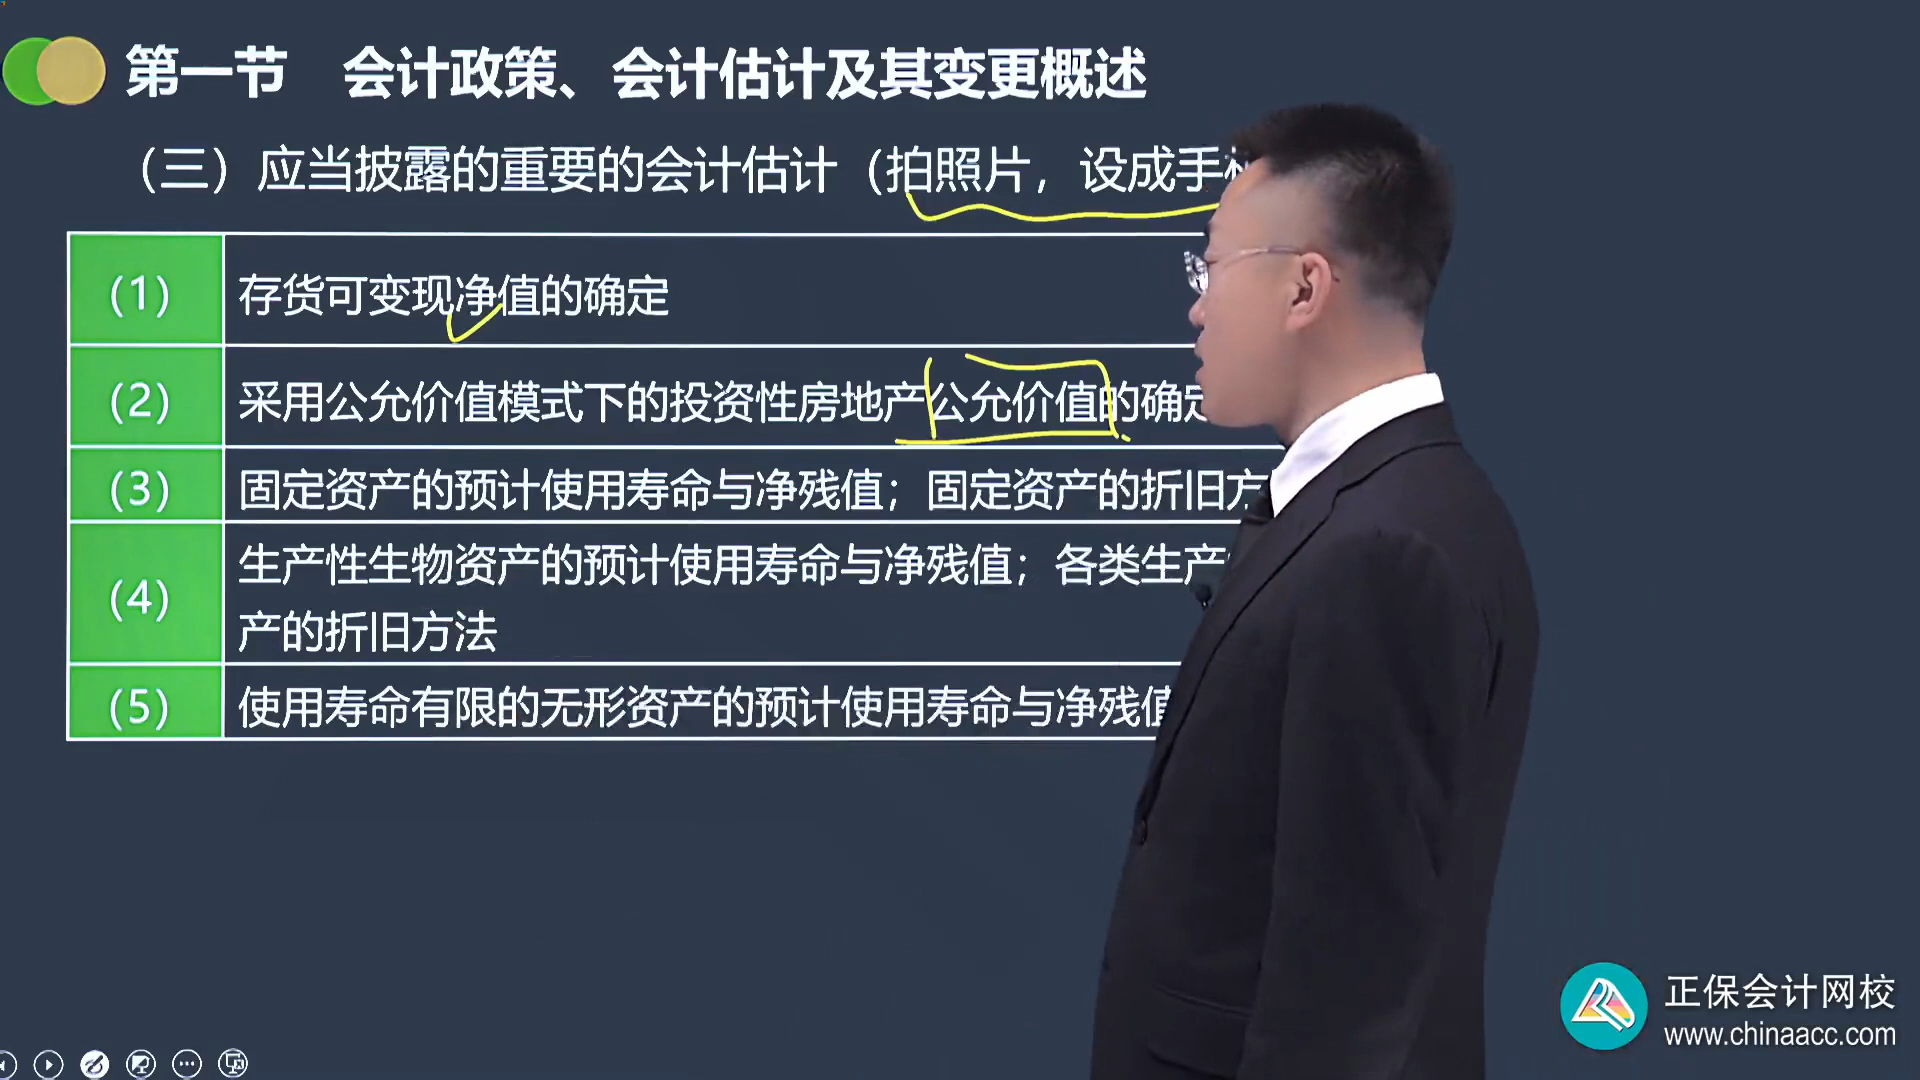 第一节 会计政策、会计估计及其变更概述
（三）应当披露的重要的会计估计（拍照片，设成手
（1） 存货可变现净值的确定
（2） 采用公允价值模式下的投资性房地产公允价值的确定
（3） 固定资产的预计使用寿命与净残值；固定资产的折旧方
（4） 生产性生物资产的预计使用寿命与净残值；各类生产
产的折旧方法
（5） 使用寿命有限的无形资产的预计使用寿命与净残值
正保会计网校
www.chinaacc.com